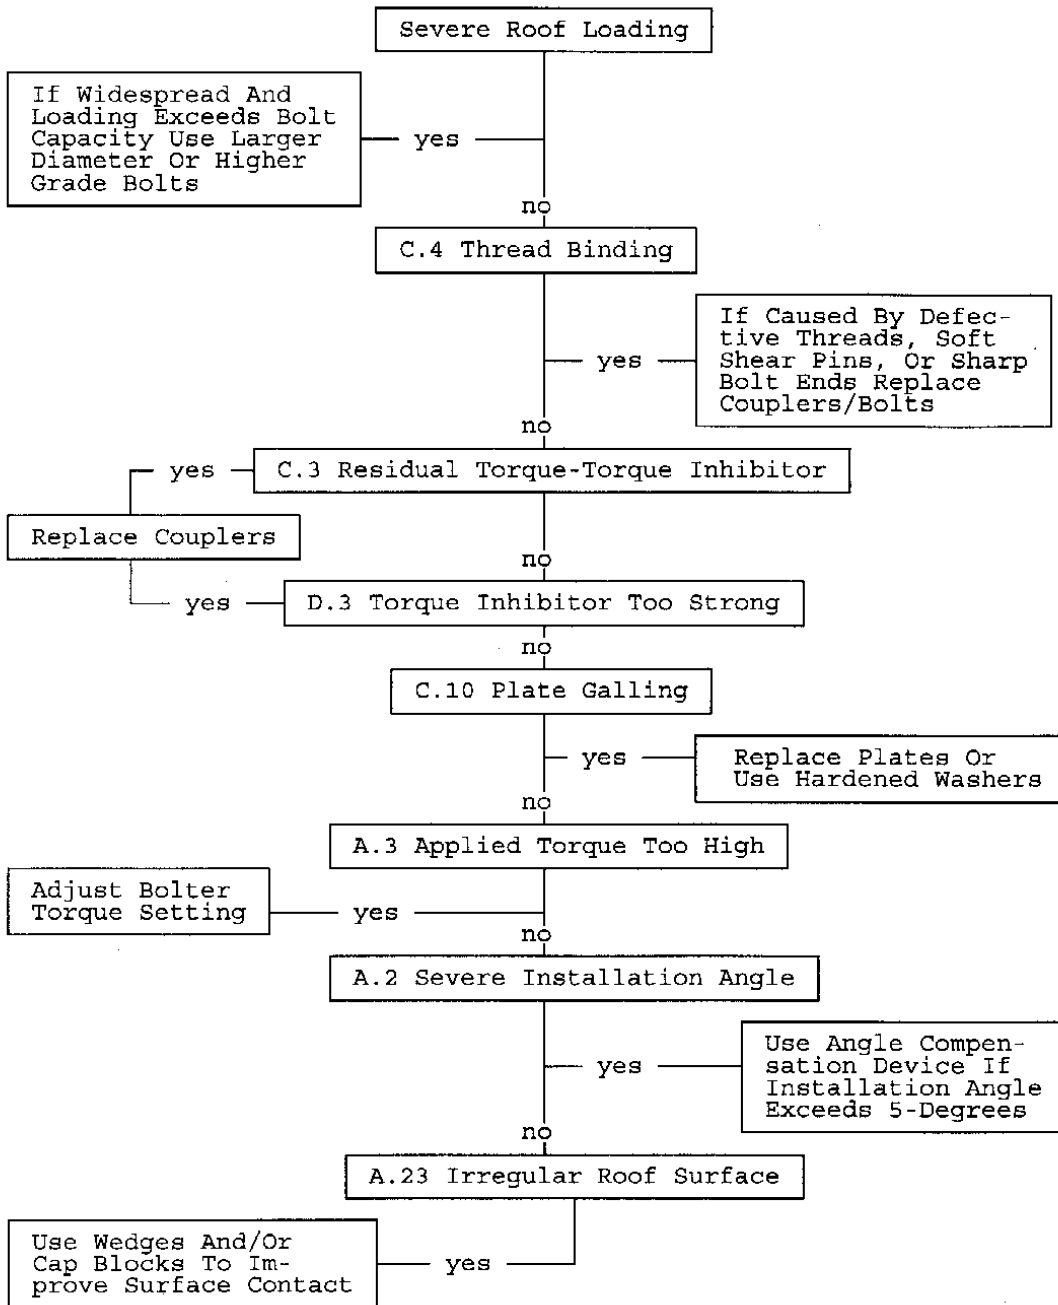 Severe Roof Loading
If Widespread And
Loading Exceeds Bolt
Capacity Use Larger
Diameter Or Higher
Grade Bolts
yes
no
C.4 Thread Binding
If Caused By Defec-
tive Threads, Soft
Shear Pins, Or Sharp
Bolt Ends Replace
Couplers/Bolts
yes
no
yes
C.3 Residual Torque-Torque Inhibitor
Replace Couplers
no
yes
D.3 Torque Inhibitor Too Strong
no
C.10 Plate Galling
yes
Replace Plates Or
Use Hardened Washers
no
A.3 Applied Torque Too High
Adjust Bolter
Torque Setting
yes
no
A.2 Severe Installation Angle
yes
Use Angle Compen-
sation Device If
Installation Angle
Exceeds 5-Degrees
no
A.23 Irregular Roof Surface
Use Wedges And/Or
Cap Blocks To Im-
prove Surface Contact
yes